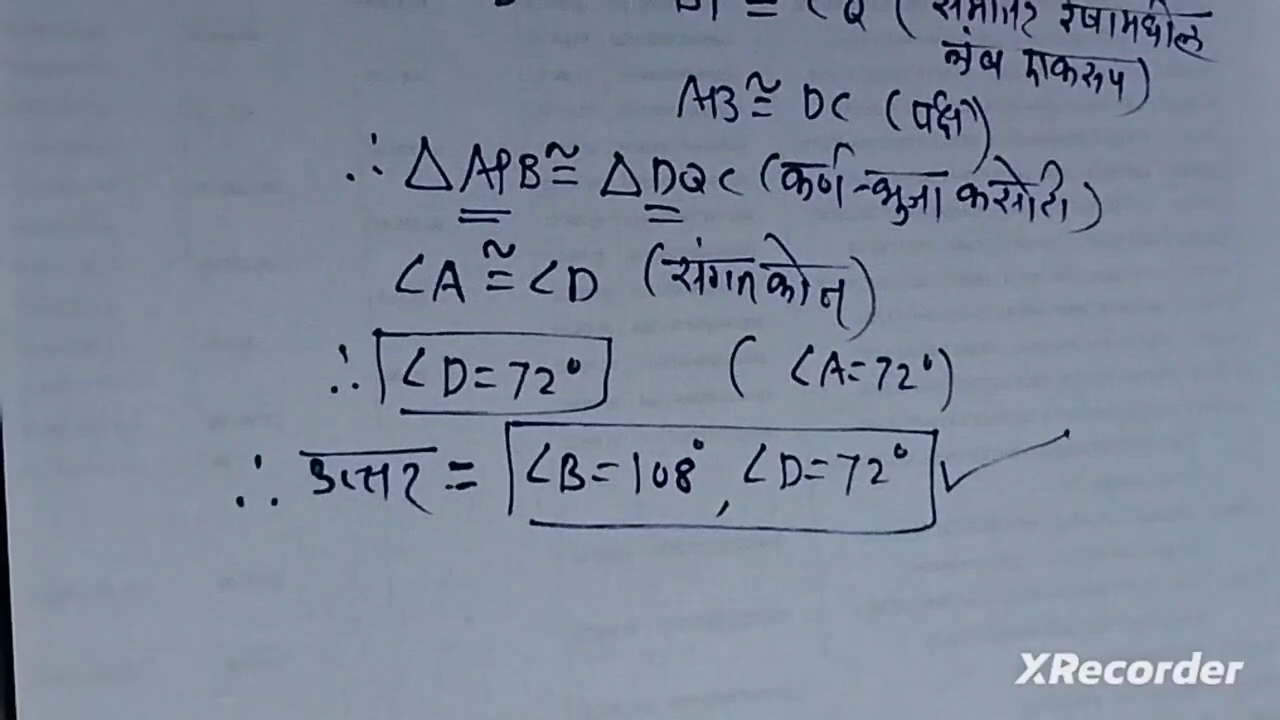 ≅ CQ ( समांतर रेषामधील
लंब एकरूप)
AB ≅ DC (पक्ष)
∴ △ APB ≅ △ DQC (कर्ण-भुजा कसोटी)
∠A ≅ ∠D (संगत कोन)
∴ ∠D = 72° ( ∠A = 72°)
∴ उत्तर = ∠B = 108°, ∠D = 72° ✓
XRecorder